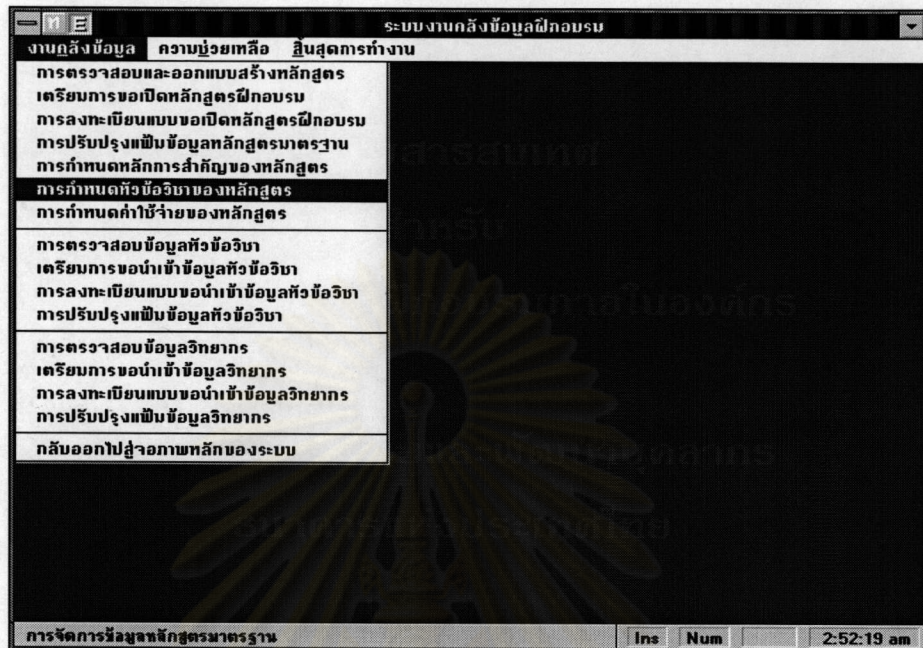 ท E ระบบงานคลังข้อมูลฝึกอบรม
งานคลังข้อมูล ความช่วยเหลือ สิ้นสุดการทำงาน
การตรวจสอบและออกแบบสร้างหลักสูตร
เตรียมการขอเปิดหลักสูตรฝึกอบรม
การลงทะเบียนแบบขอเปิดหลักสูตรฝึกอบรม
การปรับปรุงแฟ้มข้อมูลหลักสูตรมาตรฐาน
การกำหนดหลักการสำคัญของหลักสูตร
การกำหนดหัวข้อวิชาของหลักสูตร
การกำหนดค่าใช้จ่ายของหลักสูตร
การตรวจสอบข้อมูลหัวข้อวิชา
เตรียมการขอนำเข้าข้อมูลหัวข้อวิชา
การลงทะเบียนแบบขอนำเข้าข้อมูลหัวข้อวิชา
การปรับปรุงแฟ้มข้อมูลหัวข้อวิชา
การตรวจสอบข้อมูลวิทยากร
เตรียมการขอนำเข้าข้อมูลวิทยากร
การลงทะเบียนแบบขอนำเข้าข้อมูลวิทยากร
การปรับปรุงแฟ้มข้อมูลวิทยากร
กลับออกไปสู่จอภาพหลักของระบบ
สารสนเทศ
สำหรับ
ในองค์กร
การจัดการข้อมูลหลักสูตรมาตรฐาน Ins Num 2:52:19 am